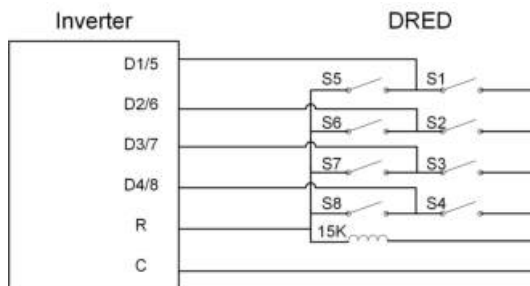 Inverter DRED
D1/5
S5 S1
D2/6
S6 S2
D3/7
S7 S3
D4/8
S8 S4
R 15K
C